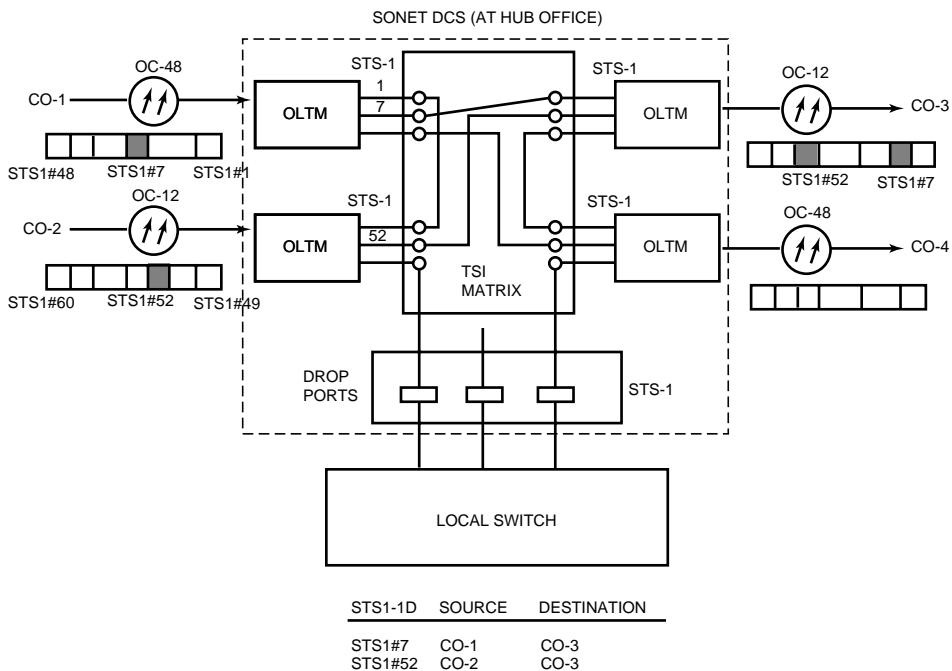 SONET DCS (AT HUB OFFICE)
OC-48
STS-1
STS-1
OC-12
CO-1
1
7
OLTM
OLTM
CO-3
STS1#48 STS1#7 STS1#1
STS1#52 STS1#7
OC-12
STS-1
STS-1
OC-48
CO-2
52
OLTM
OLTM
CO-4
TSI
MATRIX
STS1#60 STS1#52 STS1#49
DROP
PORTS
STS-1
LOCAL SWITCH
STS1-1D SOURCE DESTINATION
STS1#7 CO-1 CO-3
STS1#52 CO-2 CO-3